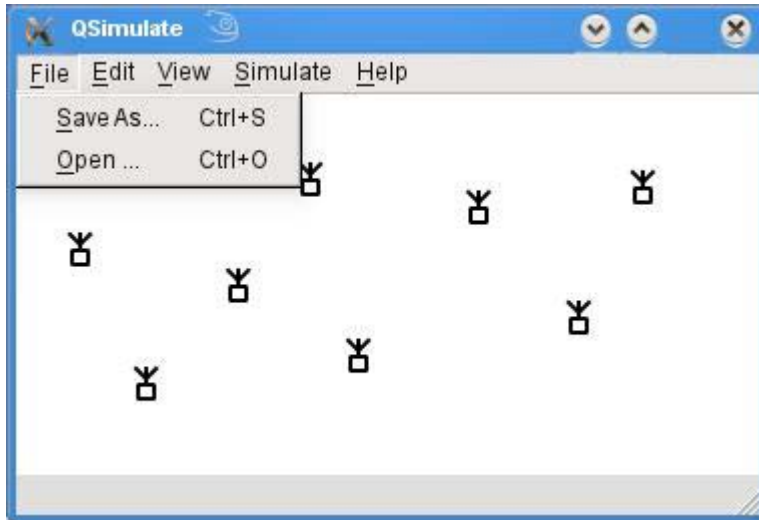 QSimulate
File Edit View Simulate Help
Save As... Ctrl+S
Open ... Ctrl+O